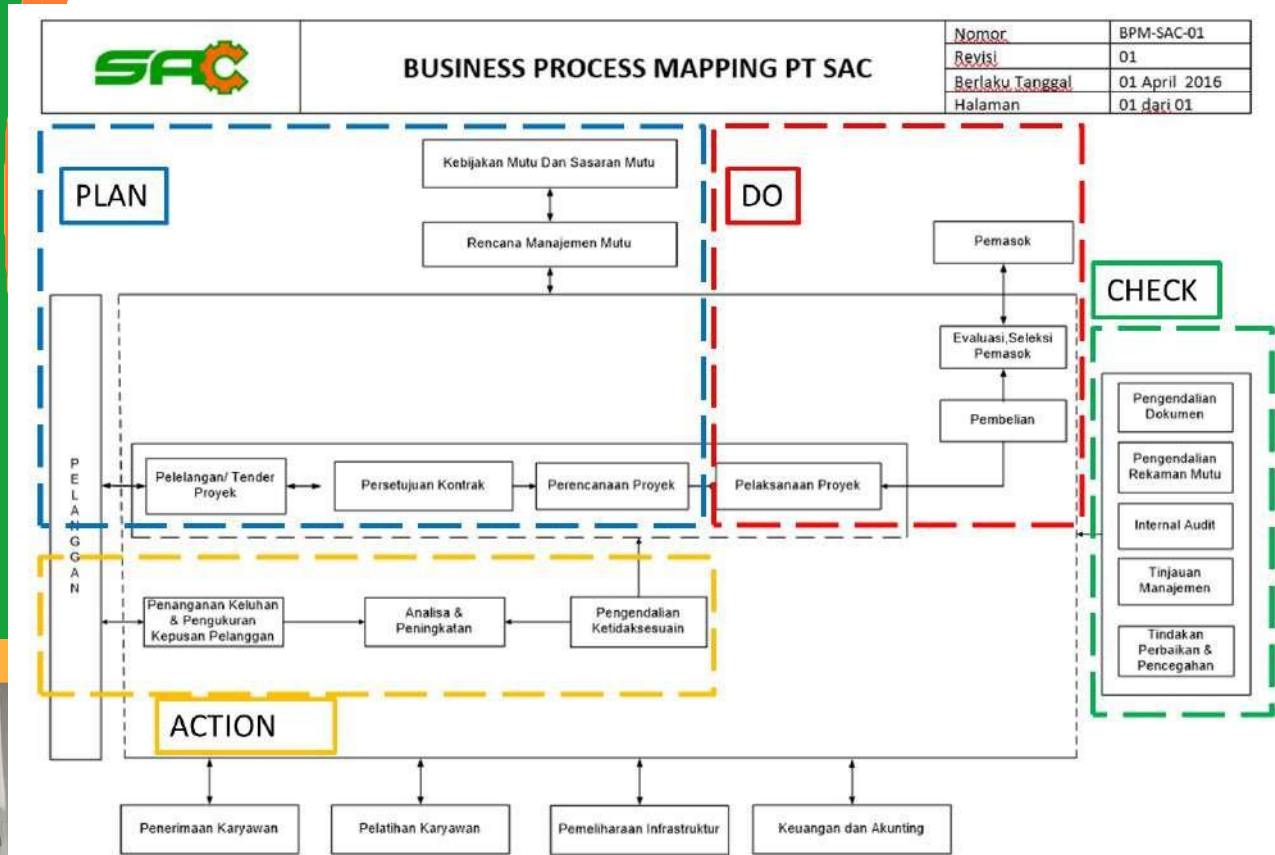 SAC
BUSINESS PROCESS MAPPING PT SAC
Nomor BPM-SAC-01
Revisi 01
Berlaku Tanggal 01 April 2016
Halaman 01 dari 01
PLAN
Kebijakan Mutu Dan Sasaran Mutu
Rencana Manajemen Mutu
DO
Pemasok
Evaluasi,Seleksi
Pemasok
Pembelian
CHECK
Pengendalian
Dokumen
Pengendalian
Rekaman Mutu
Internal Audit
Tinjauan
Manajemen
Tindakan
Perbaikan &
Pencegahan
PELANGGAN
Pelelangan/ Tender
Proyek
Persetujuan Kontrak
Perencanaan Proyek
Pelaksanaan Proyek
Penanganan Keluhan
& Pengukuran
Kepusan Pelanggan
Analisa &
Peningkatan
Pengendalian
Ketidaksesuain
ACTION
Penerimaan Karyawan
Pelatihan Karyawan
Pemeliharaan Infrastruktur
Keuangan dan Akunting